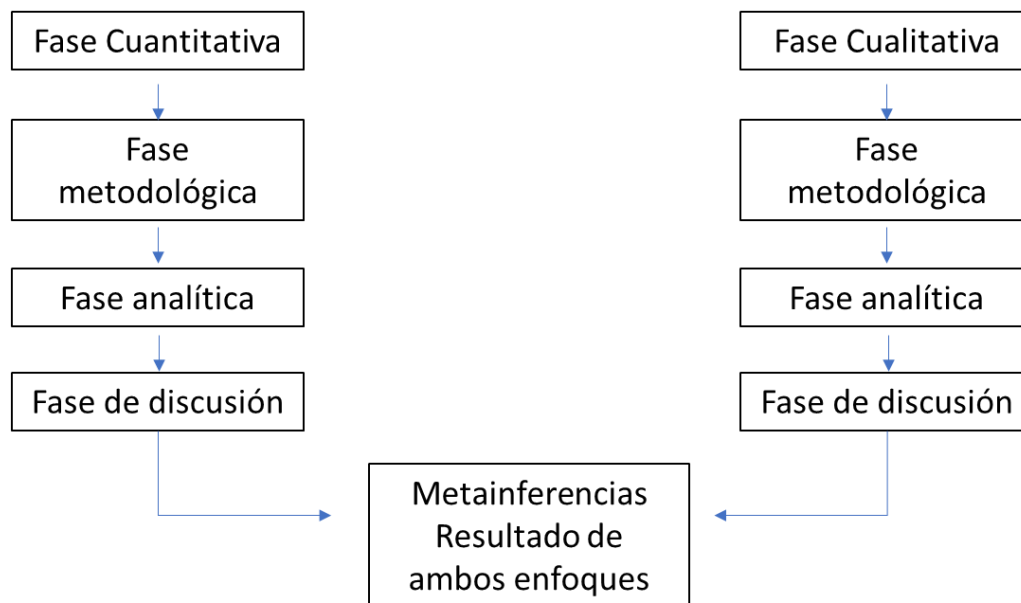 Fase Cuantitativa
Fase
metodológica
Fase analítica
Fase de discusión
Fase Cualitativa
Fase
metodológica
Fase analítica
Fase de discusión
Metainferencias
Resultado de
ambos enfoques